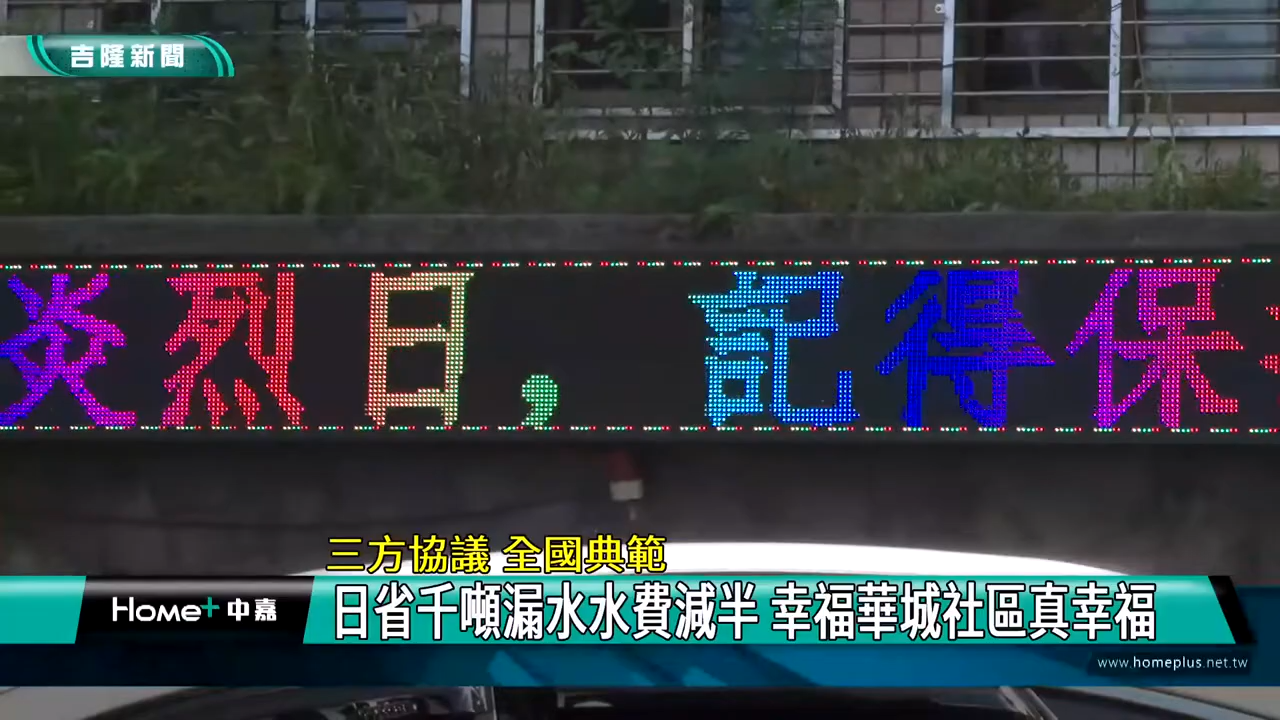 吉隆新聞
炎烈日， 記得保
三方協議 全國典範
Home+中嘉
日省千噸漏水水費減半 幸福華城社區真幸福
www.homeplus.net.tw